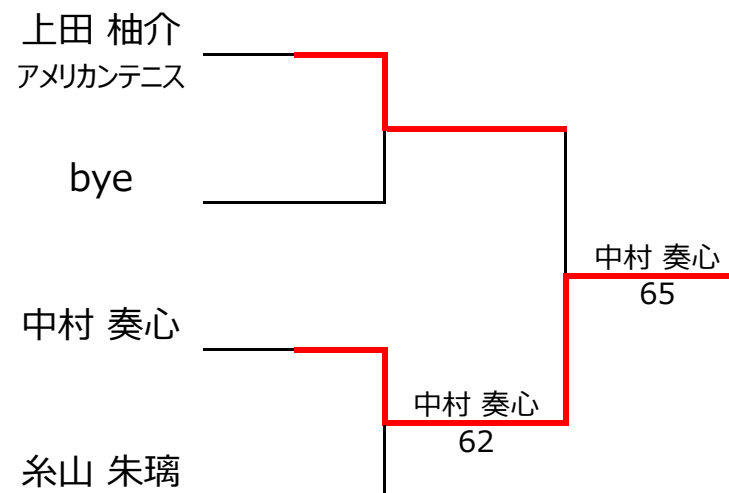 上田 柚介
アメリカンテニス
bye
中村 奏心
65
中村 奏心
中村 奏心
62
糸山 朱璃